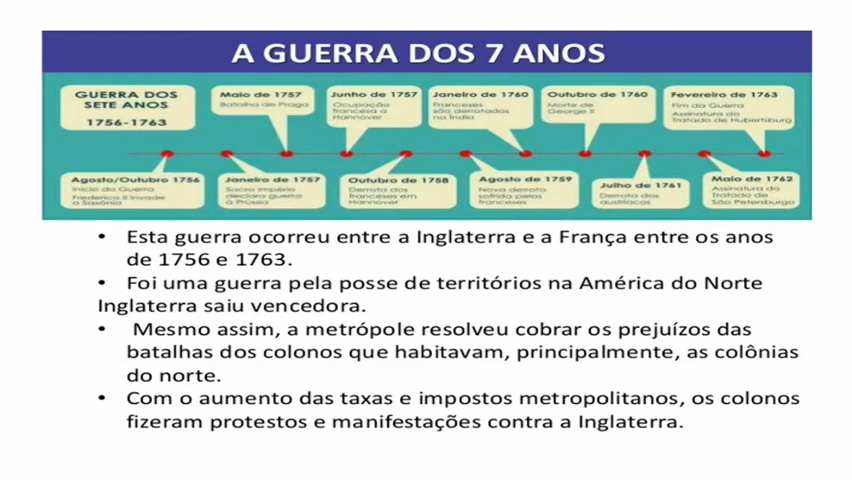 A GUERRA DOS 7 ANOS
GUERRA DOS
SETE ANOS
1756-1763
Maio de 1757
Batalha de Praga
Junho de 1757
Ocupação
francesa a
Hannover
Janeiro de 1760
Franceses
são derrotados
na Índia
Outubro de 1760
Morte de
George II
Fevereiro de 1763
Fim da Guerra
Assinatura do
Tratado de Hubertsburg
Agosto/Outubro 1756
Início da Guerra
Frederico II invade
a Saxônia
Janeiro de 1757
Sacro Império
declara guerra
à Prússia
Outubro de 1758
Derrota dos
franceses em
Hannover
Agosto de 1759
Nova derrota
sofrida pelos
franceses
Julho de 1761
Derrota dos
austríacos
Maio de 1762
Assinatura do
Tratado de
São Petersburgo
• Esta guerra ocorreu entre a Inglaterra e a França entre os anos
de 1756 e 1763.
• Foi uma guerra pela posse de territórios na América do Norte
Inglaterra saiu vencedora.
• Mesmo assim, a metrópole resolveu cobrar os prejuízos das
batalhas dos colonos que habitavam, principalmente, as colônias
do norte.
• Com o aumento das taxas e impostos metropolitanos, os colonos
fizeram protestos e manifestações contra a Inglaterra.